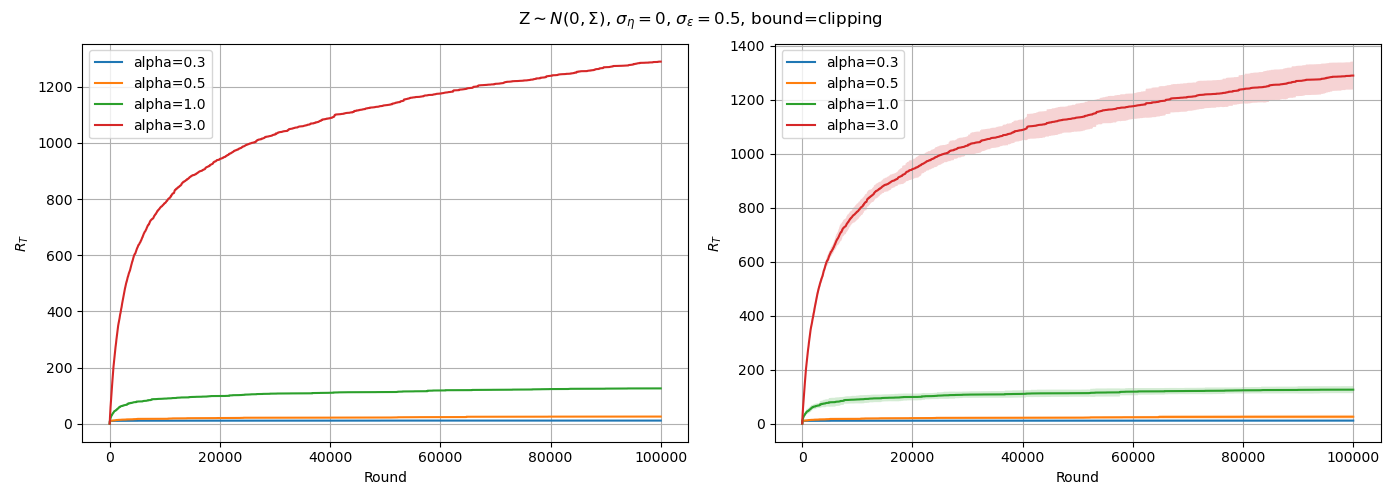 Z ~ N(0, Σ), σ_η = 0, σ_ε = 0.5, bound=clipping
alpha=0.3
alpha=0.5
alpha=1.0
alpha=3.0
1200
1000
800
600
400
200
0
R_T
0 20000 40000 60000 80000 100000
Round
alpha=0.3
alpha=0.5
alpha=1.0
alpha=3.0
1400
1200
1000
800
600
400
200
0
R_T
0 20000 40000 60000 80000 100000
Round